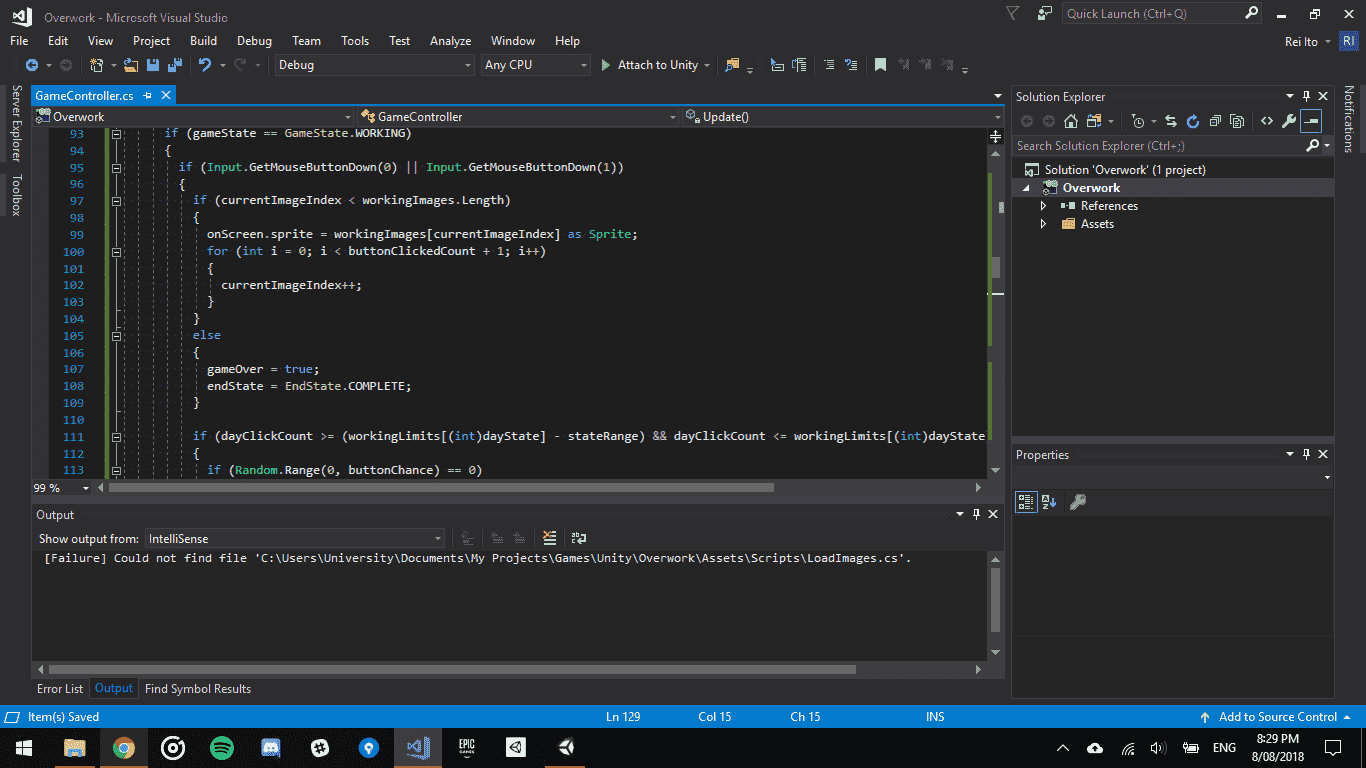 Overwork - Microsoft Visual Studio
Quick Launch (Ctrl+Q)
File Edit View Project Build Debug Team Tools Test Analyze Window Help
Rei Ito RI
Debug Any CPU Attach to Unity
Server Explorer
Toolbox
GameController.cs
Overwork GameController Update()
93 if (gameState == GameState.WORKING)
94 {
95 if (Input.GetMouseButtonDown(0) || Input.GetMouseButtonDown(1))
96 {
97 if (currentImageIndex < workingImages.Length)
98 {
99 onScreen.sprite = workingImages[currentImageIndex] as Sprite;
100 for (int i = 0; i < buttonClickedCount + 1; i++)
101 {
102 currentImageIndex++;
103 }
104 }
105 else
106 {
107 gameOver = true;
108 endState = EndState.COMPLETE;
109 }
110
111 if (dayClickCount >= (workingLimits[(int)dayState] - stateRange) && dayClickCount <= workingLimits[(int)dayState
112 {
113 if (Random.Range(0, buttonChance) == 0)
99 %
Output
Show output from: IntelliSense
[Failure] Could not find file 'C:\Users\University\Documents\My Projects\Games\Unity\Overwork\Assets\Scripts\LoadImages.cs'.
Error List Output Find Symbol Results
Solution Explorer
Search Solution Explorer (Ctrl+;)
Solution 'Overwork' (1 project)
Overwork
References
Assets
Properties
Notifications
Item(s) Saved Ln 129 Col 15 Ch 15 INS Add to Source Control
EPIC
GAMES
ENG
8:29 PM
8/08/2018